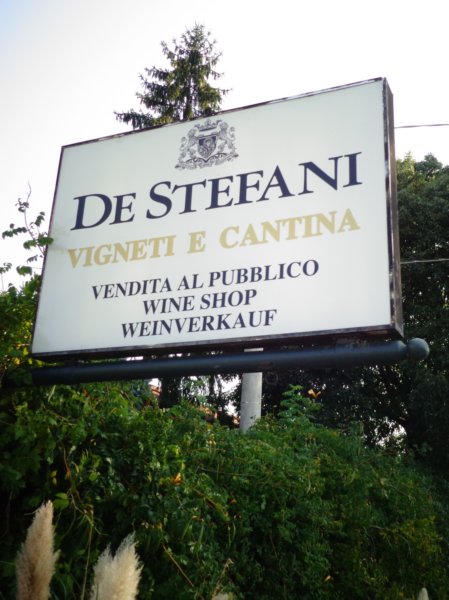 DE STEFANI
VIGNETI E CANTINA
VENDITA AL PUBBLICO
WINE SHOP
WEINVERKAUF